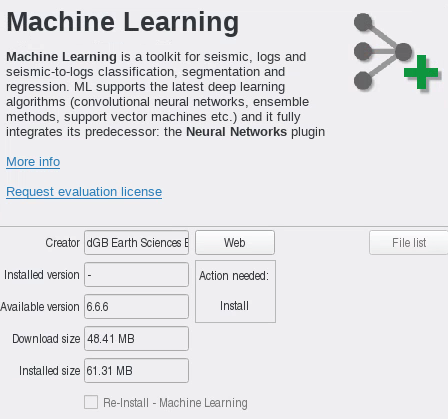 Machine Learning
Machine Learning is a toolkit for seismic, logs and
seismic-to-logs classification, segmentation and
regression. ML supports the latest deep learning
algorithms (convolutional neural networks, ensemble
methods, support vector machines etc.) and it fully
integrates its predecessor: the Neural Networks plugin
More info
Request evaluation license
Creator dGB Earth Sciences B Web File list
Installed version - Action needed:
Available version 6.6.6 Install
Download size 48.41 MB
Installed size 61.31 MB
Re-Install - Machine Learning